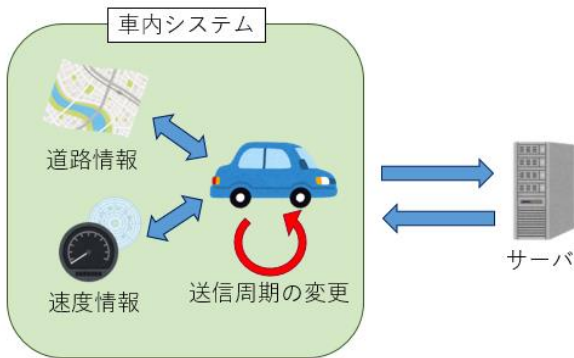 車内システム
道路情報
速度情報
送信周期の変更
サーバ